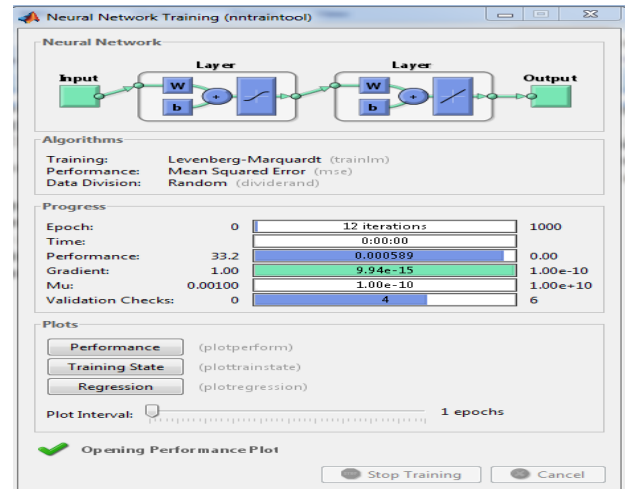 Neural Network Training (nntraintool)
Neural Network
Layer Layer
Input Output
W W
b b
+ +
Algorithms
Training: Levenberg-Marquardt (trainlm)
Performance: Mean Squared Error (mse)
Data Division: Random (dividerand)
Progress
Epoch: 0 12 iterations 1000
Time: 0:00:00
Performance: 33.2 0.000589 0.00
Gradient: 1.00 9.94e-15 1.00e-10
Mu: 0.00100 1.00e-10 1.00e+10
Validation Checks: 0 4 6
Plots
Performance (plotperform)
Training State (plottrainstate)
Regression (plotregression)
Plot Interval: 1 epochs
Opening Performance Plot
Stop Training Cancel